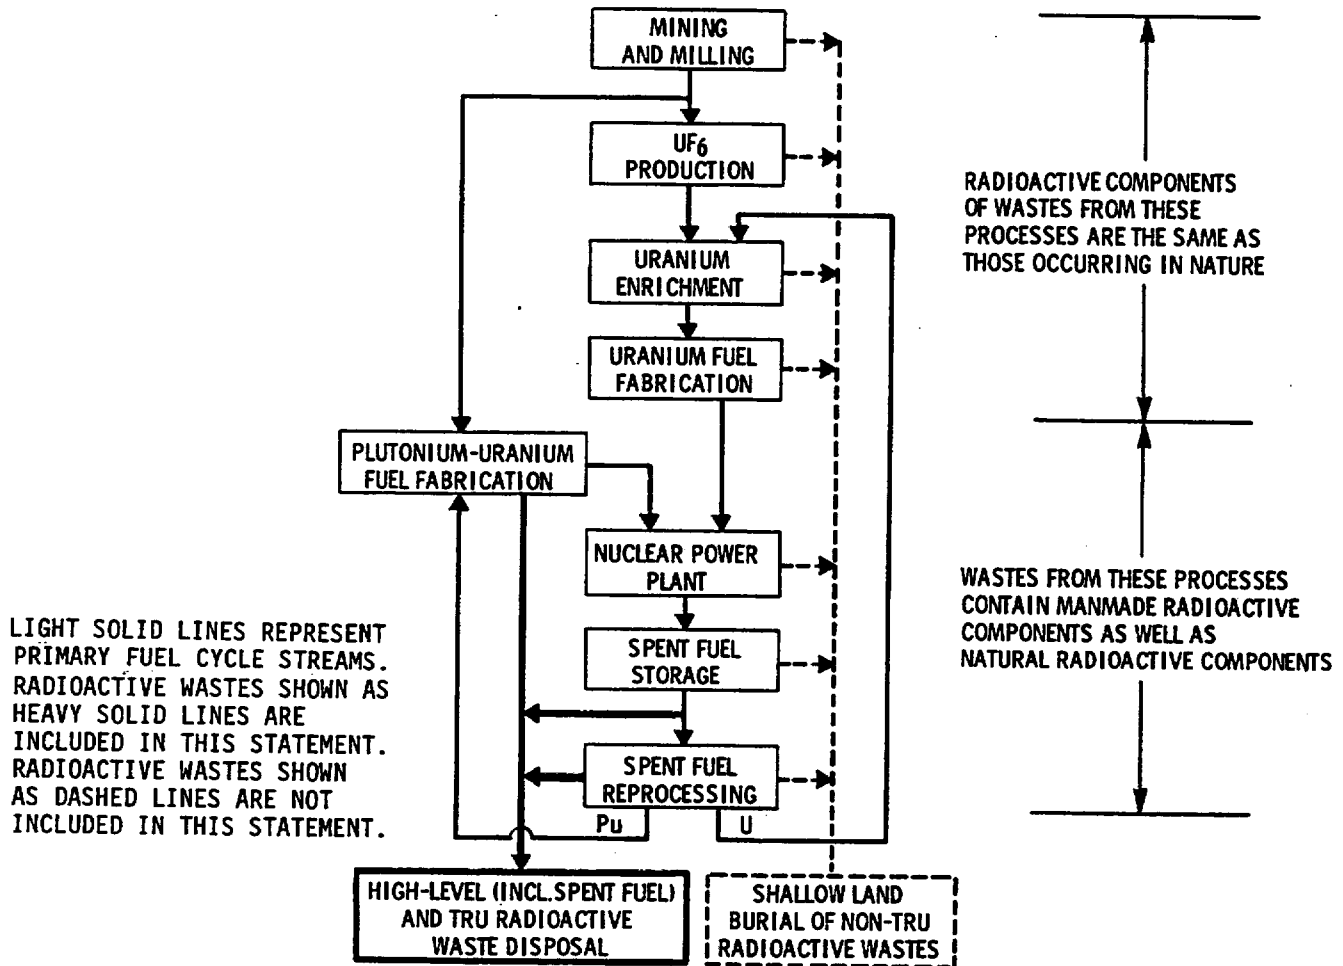 MINING
AND MILLING
UF6
PRODUCTION
URANIUM
ENRICHMENT
URANIUM FUEL
FABRICATION
RADIOACTIVE COMPONENTS
OF WASTES FROM THESE
PROCESSES ARE THE SAME AS
THOSE OCCURRING IN NATURE
PLUTONIUM-URANIUM
FUEL FABRICATION
NUCLEAR POWER
PLANT
SPENT FUEL
STORAGE
SPENT FUEL
REPROCESSING
Pu
U
WASTES FROM THESE PROCESSES
CONTAIN MANMADE RADIOACTIVE
COMPONENTS AS WELL AS
NATURAL RADIOACTIVE COMPONENTS
LIGHT SOLID LINES REPRESENT
PRIMARY FUEL CYCLE STREAMS.
RADIOACTIVE WASTES SHOWN AS
HEAVY SOLID LINES ARE
INCLUDED IN THIS STATEMENT.
RADIOACTIVE WASTES SHOWN
AS DASHED LINES ARE NOT
INCLUDED IN THIS STATEMENT.
HIGH-LEVEL (INCL. SPENT FUEL)
AND TRU RADIOACTIVE
WASTE DISPOSAL
SHALLOW LAND
BURIAL OF NON-TRU
RADIOACTIVE WASTES